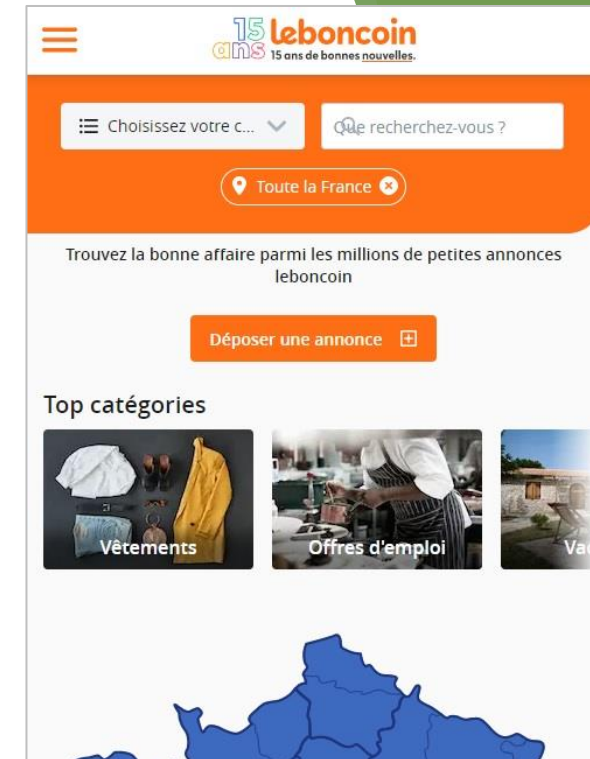 15 ans leboncoin
15 ans de bonnes nouvelles.
Choisissez votre c...
Que recherchez-vous ?
Toute la France
Trouvez la bonne affaire parmi les millions de petites annonces
leboncoin
Déposer une annonce
Top catégories
Vêtements
Offres d'emploi
Va